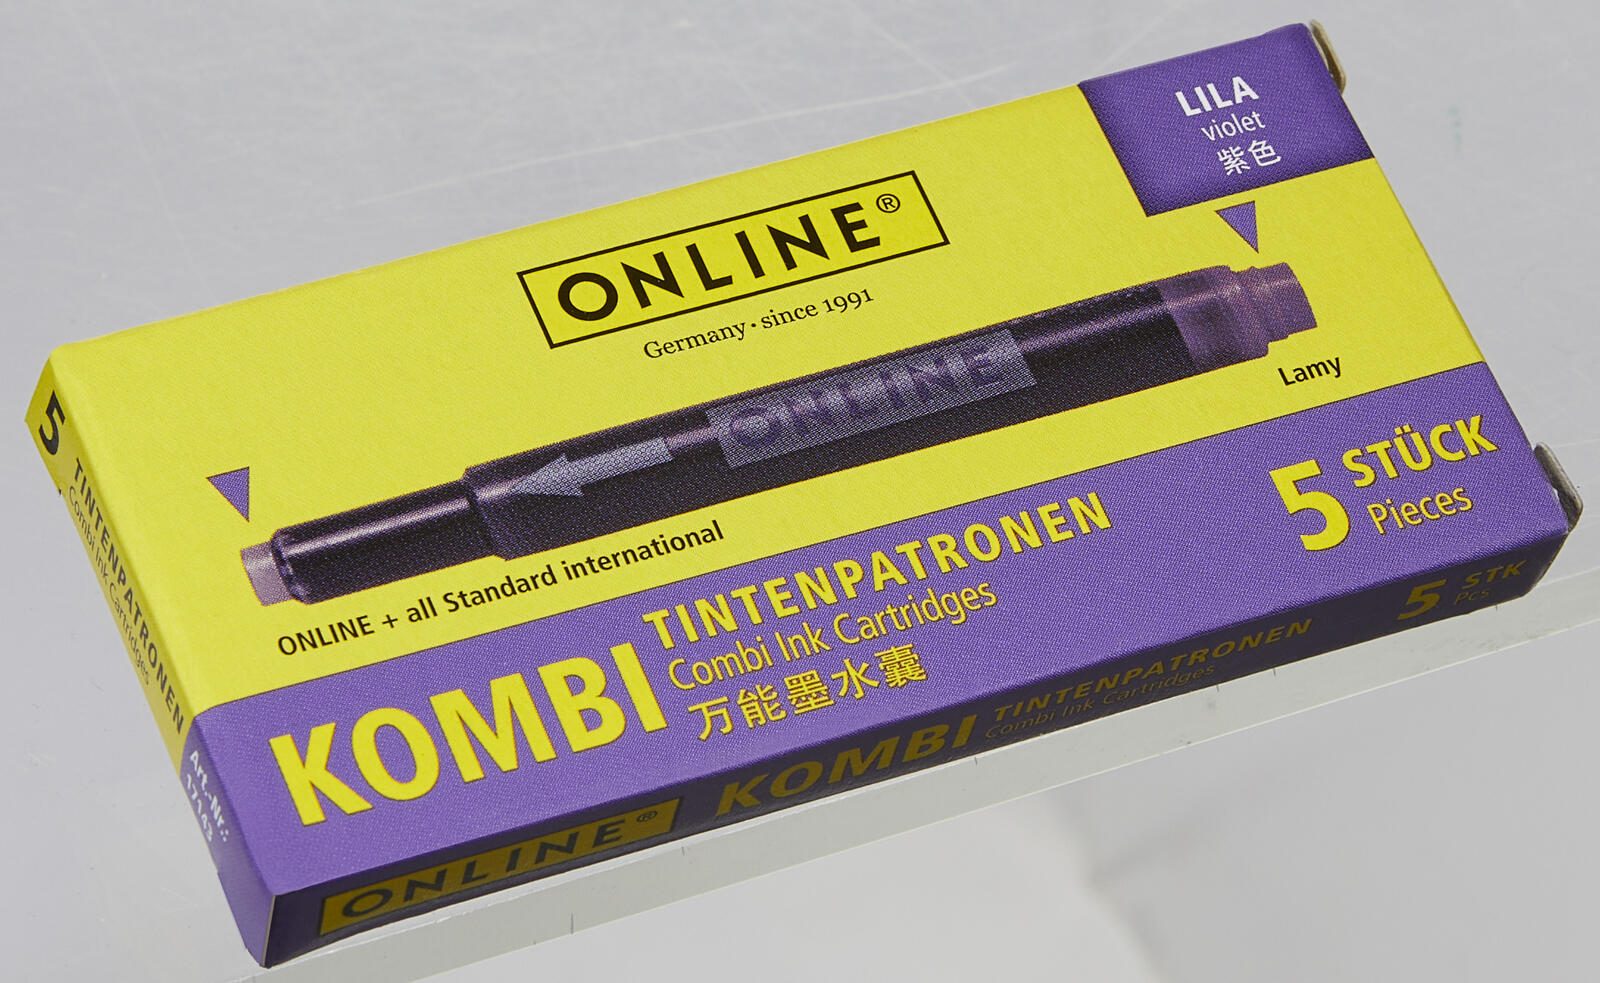 LILA
violet
紫色
ONLINE®
Germany · since 1991
ONLINE
Lamy
ONLINE + all Standard international
5 STÜCK
Pieces
KOMBI TINTENPATRONEN
Combi Ink Cartridges
万能墨水囊
5 TINTENPATRONEN
Combi Ink Cartridges
Art.-Nr.:
17143
ONLINE® KOMBI TINTENPATRONEN
Combi Ink Cartridges
5 STK
Pcs